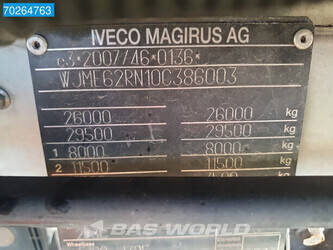 70264763
IVECO MAGIRUS AG
e3*2007/46*0136*
WJME62RN10C386003
26000 26000 kg
29500 29500 kg
1 8000 8000 kg
2 11500 11500 kg
BAS WORLD
Wheelbase